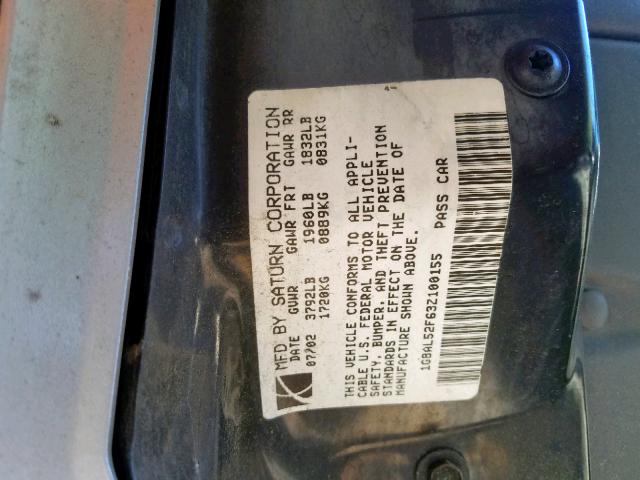 MFD BY SATURN CORPORATION
DATE GVWR GAWR FRT GAWR RR
07/02 3792LB 1960LB 1832LB
1720KG 0889KG 0831KG
THIS VEHICLE CONFORMS TO ALL APPLI-
CABLE U.S. FEDERAL MOTOR VEHICLE
SAFETY, BUMPER, AND THEFT PREVENTION
STANDARDS IN EFFECT ON THE DATE OF
MANUFACTURE SHOWN ABOVE.
1G8AL52F63Z100155 PASS CAR